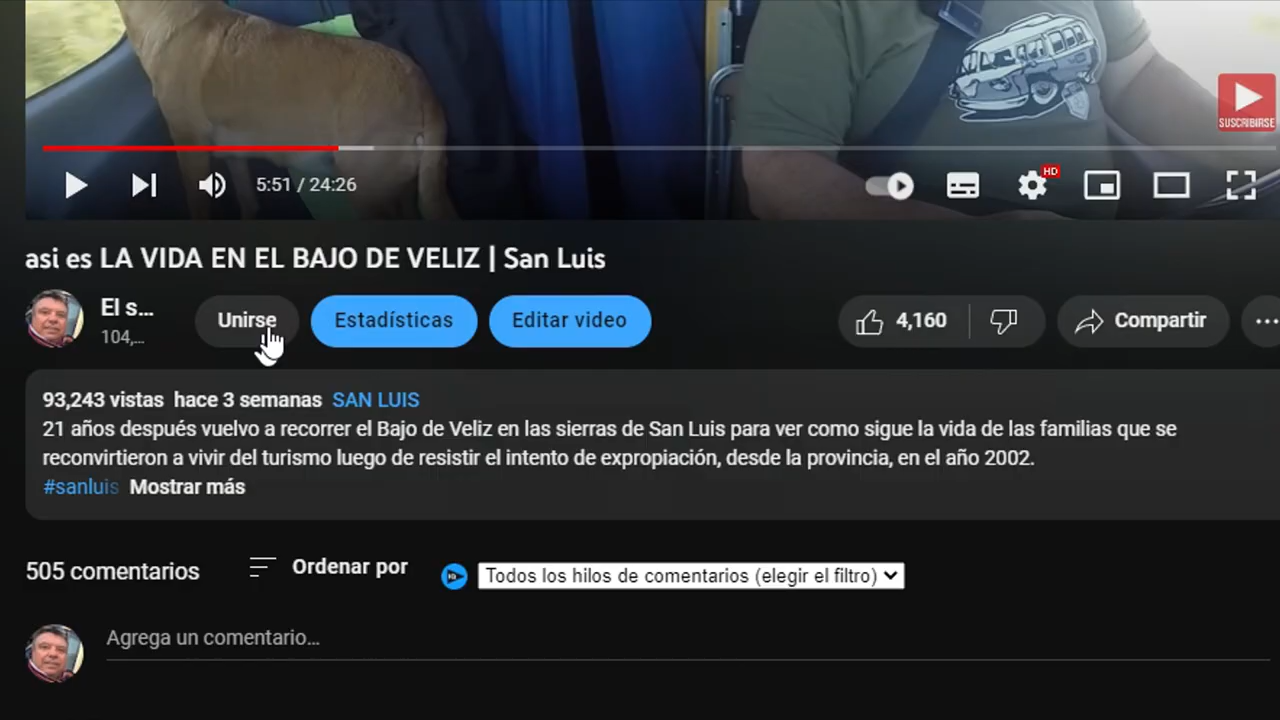 SUSCRIBIRSE
5:51 / 24:26
HD
asi es LA VIDA EN EL BAJO DE VELIZ | San Luis
El s...
104,...
Unirse
Estadísticas
Editar video
4,160
Compartir
93,243 vistas hace 3 semanas SAN LUIS
21 años después vuelvo a recorrer el Bajo de Veliz en las sierras de San Luis para ver como sigue la vida de las familias que se
reconvirtieron a vivir del turismo luego de resistir el intento de expropiación, desde la provincia, en el año 2002.
#sanluis Mostrar más
505 comentarios
Ordenar por
Todos los hilos de comentarios (elegir el filtro)
Agrega un comentario...